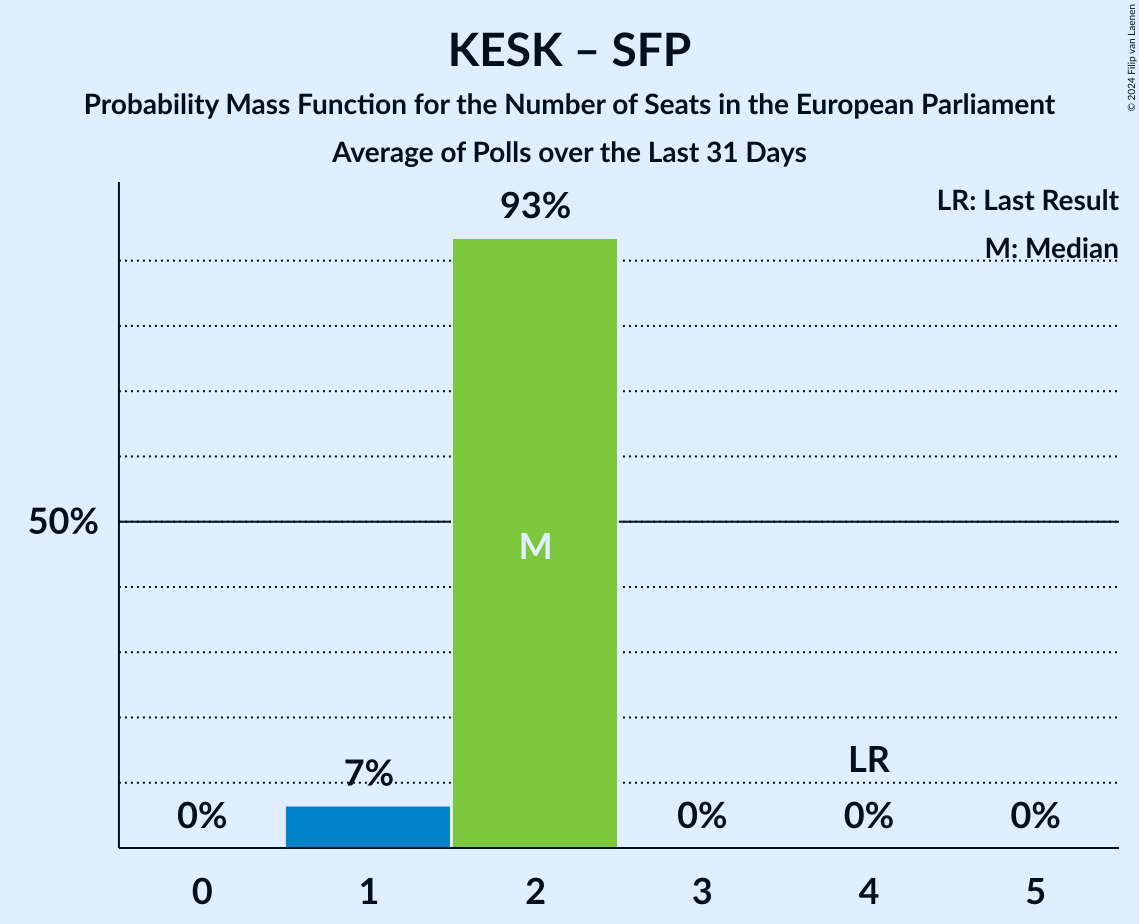 KESK – SFP
Probability Mass Function for the Number of Seats in the European Parliament
Average of Polls over the Last 31 Days
© 2024 Filip van Laenen
LR: Last Result
M: Median
93%
50%
M
7%
LR
0%
0%
0%
0%
0 1 2 3 4 5